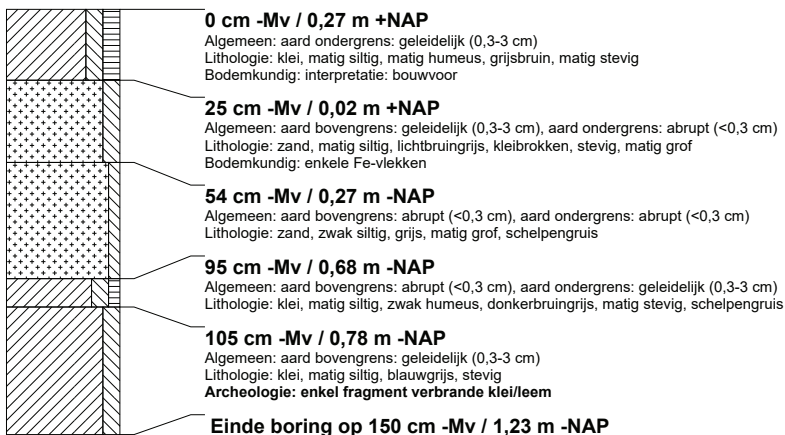 0 cm -Mv / 0,27 m +NAP
Algemeen: aard ondergrens: geleidelijk (0,3-3 cm)
Lithologie: klei, matig siltig, matig humeus, grijsbruin, matig stevig
Bodemkundig: interpretatie: bouwvoor
25 cm -Mv / 0,02 m +NAP
Algemeen: aard bovengrens: geleidelijk (0,3-3 cm), aard ondergrens: abrupt (<0,3 cm)
Lithologie: zand, matig siltig, lichtbruingrijs, kleibrokken, stevig, matig grof
Bodemkundig: enkele Fe-vlekken
54 cm -Mv / 0,27 m -NAP
Algemeen: aard bovengrens: abrupt (<0,3 cm), aard ondergrens: abrupt (<0,3 cm)
Lithologie: zand, zwak siltig, grijs, matig grof, schelpengruis
95 cm -Mv / 0,68 m -NAP
Algemeen: aard bovengrens: abrupt (<0,3 cm), aard ondergrens: geleidelijk (0,3-3 cm)
Lithologie: klei, matig siltig, zwak humeus, donkerbruingrijs, matig stevig, schelpengruis
105 cm -Mv / 0,78 m -NAP
Algemeen: aard bovengrens: geleidelijk (0,3-3 cm)
Lithologie: klei, matig siltig, blauwgrijs, stevig
Archeologie: enkel fragment verbrande klei/leem
Einde boring op 150 cm -Mv / 1,23 m -NAP